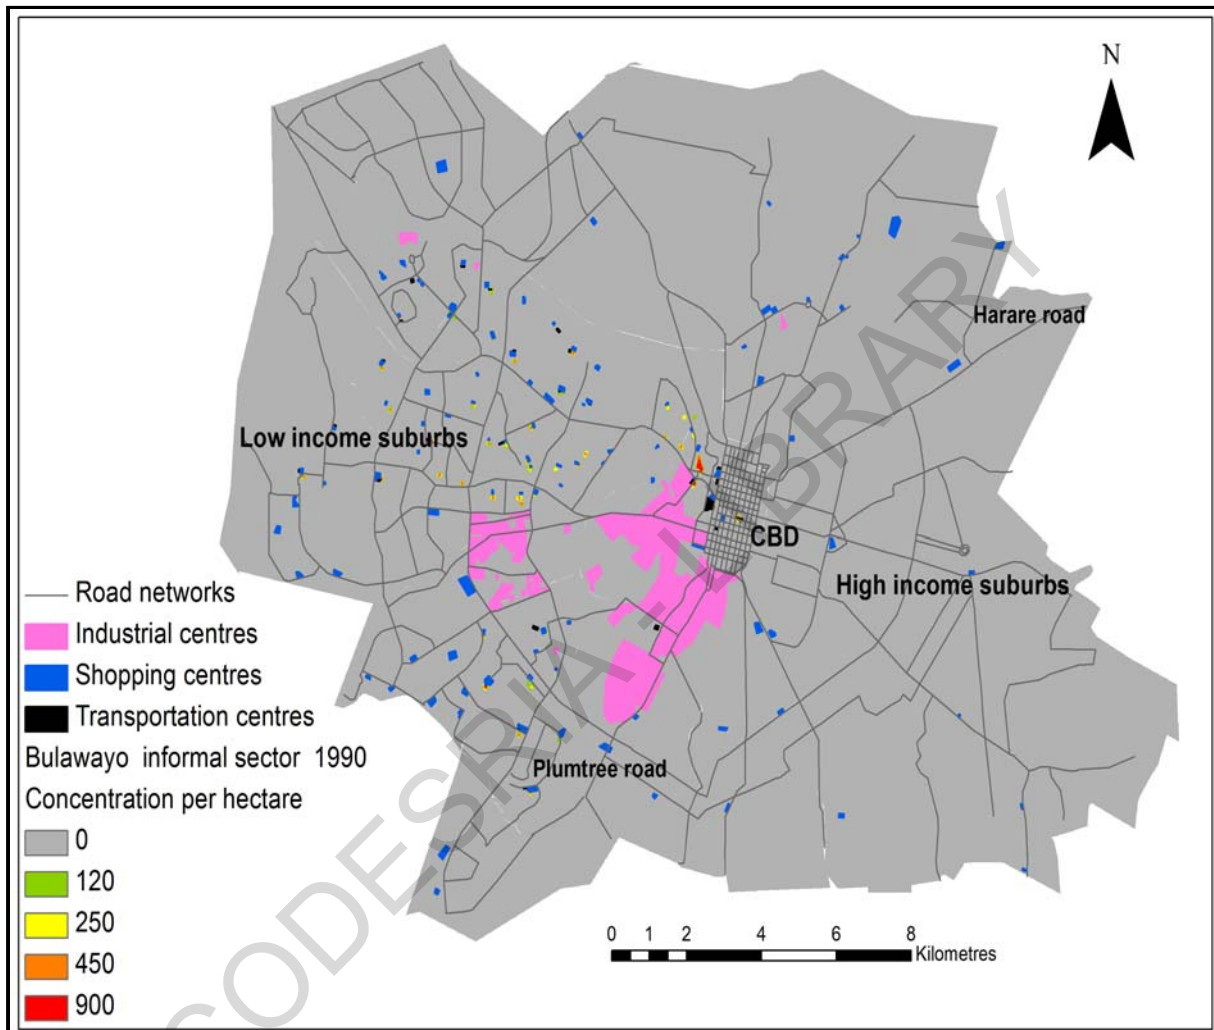 N
Harare road
Low income suburbs
CBD
High income suburbs
Plumtree road
Road networks
Industrial centres
Shopping centres
Transportation centres
Bulawayo informal sector 1990
Concentration per hectare
0
120
250
450
900
0 1 2 4 6 8
Kilometres
CODESRIA - LIBRARY